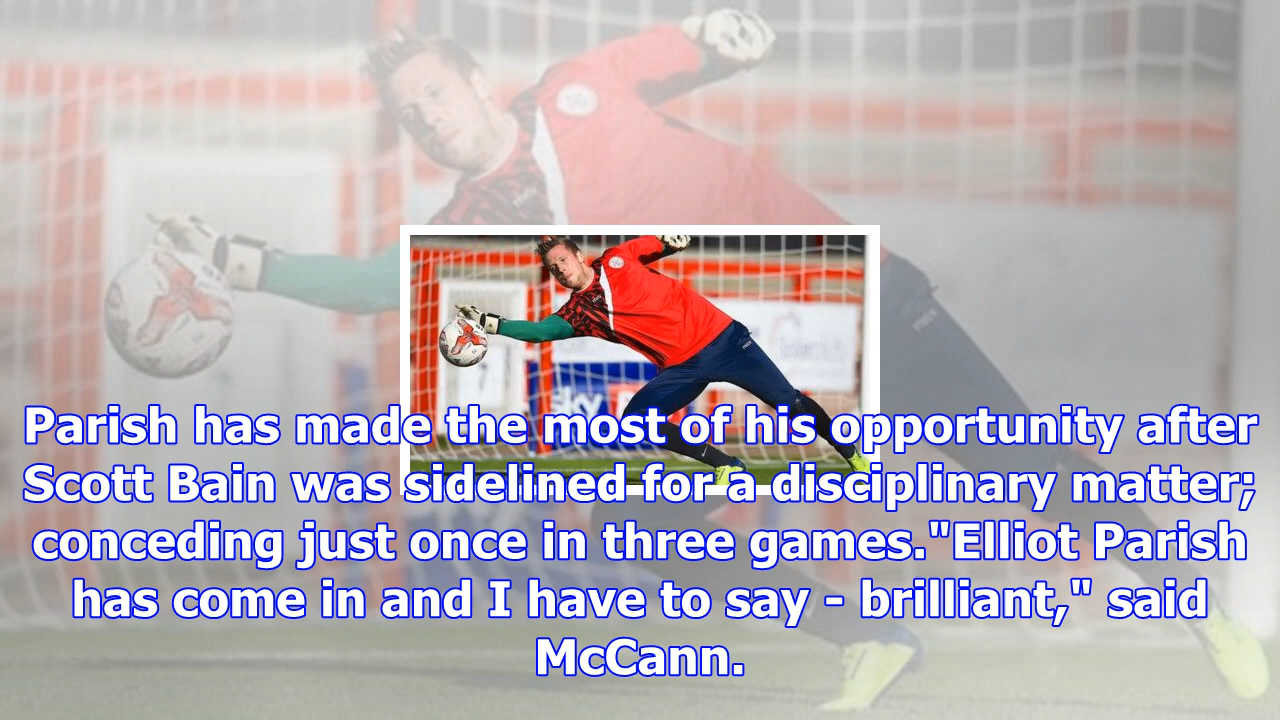 sky
Parish has made the most of his opportunity after
Scott Bain was sidelined for a disciplinary matter;
conceding just once in three games."Elliot Parish
has come in and I have to say - brilliant," said
McCann.